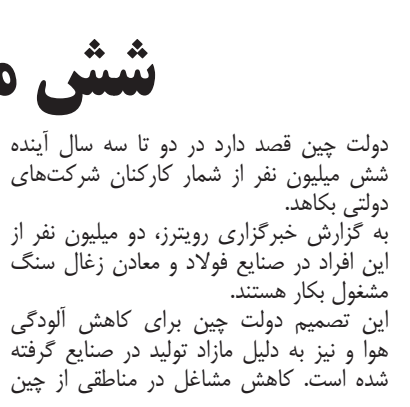 شش
دولت چین قصد دارد در دو تا سه سال آینده
شش میلیون نفر از شمار کارکنان شرکت‌های
دولتی بکاهد.
به گزارش خبرگزاری رویترز، دو میلیون نفر از
این افراد در صنایع فولاد و معادن زغال سنگ
مشغول بکار هستند.
این تصمیم دولت چین برای کاهش آلودگی
هوا و نیز به دلیل مازاد تولید در صنایع گرفته
شده است. کاهش مشاغل در مناطقی از چین